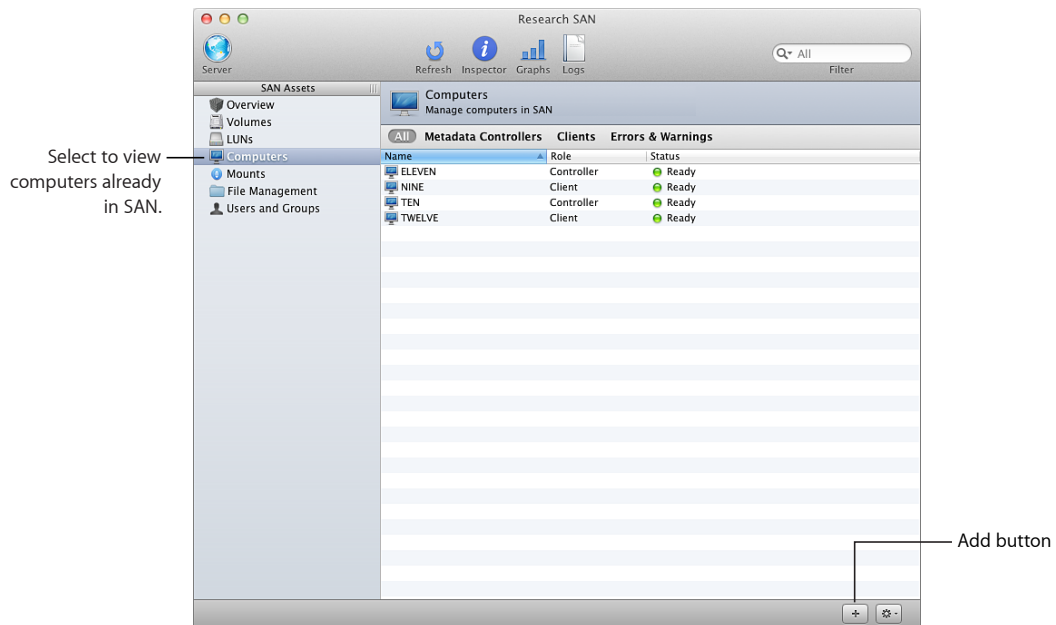 Research SAN
Server
Refresh Inspector Graphs Logs
All
Filter
SAN Assets
Overview
Volumes
LUNs
Computers
Mounts
File Management
Users and Groups
Computers
Manage computers in SAN
All Metadata Controllers Clients Errors & Warnings
Name Role Status
ELEVEN Controller Ready
NINE Client Ready
TEN Controller Ready
TWELVE Client Ready
Select to view
computers already
in SAN.
Add button